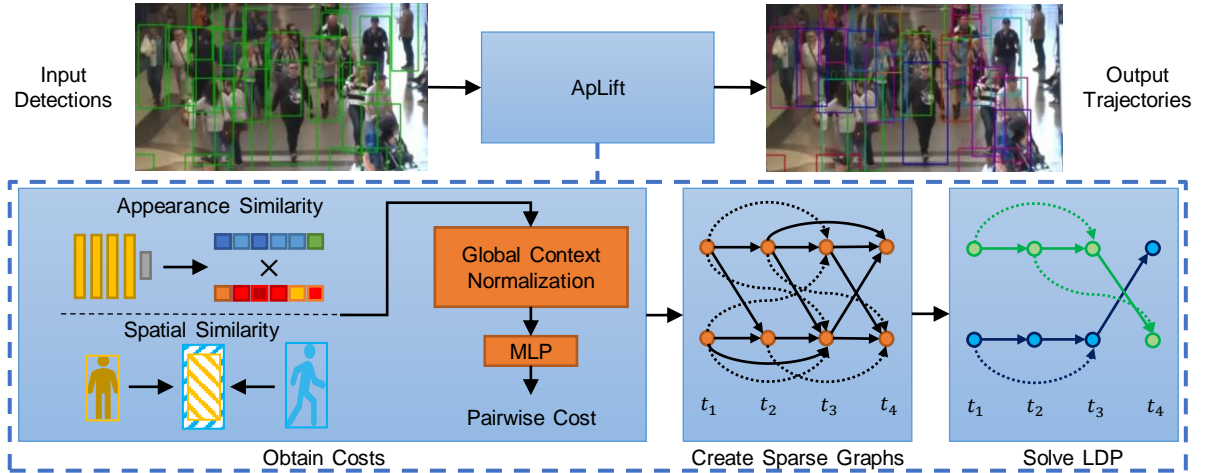 Input
Detections
ApLift
Output
Trajectories
Appearance Similarity
×
Spatial Similarity
Global Context
Normalization
MLP
Pairwise Cost
Obtain Costs
t₁ t₂ t₃ t₄
Create Sparse Graphs
t₁ t₂ t₃ t₄
Solve LDP